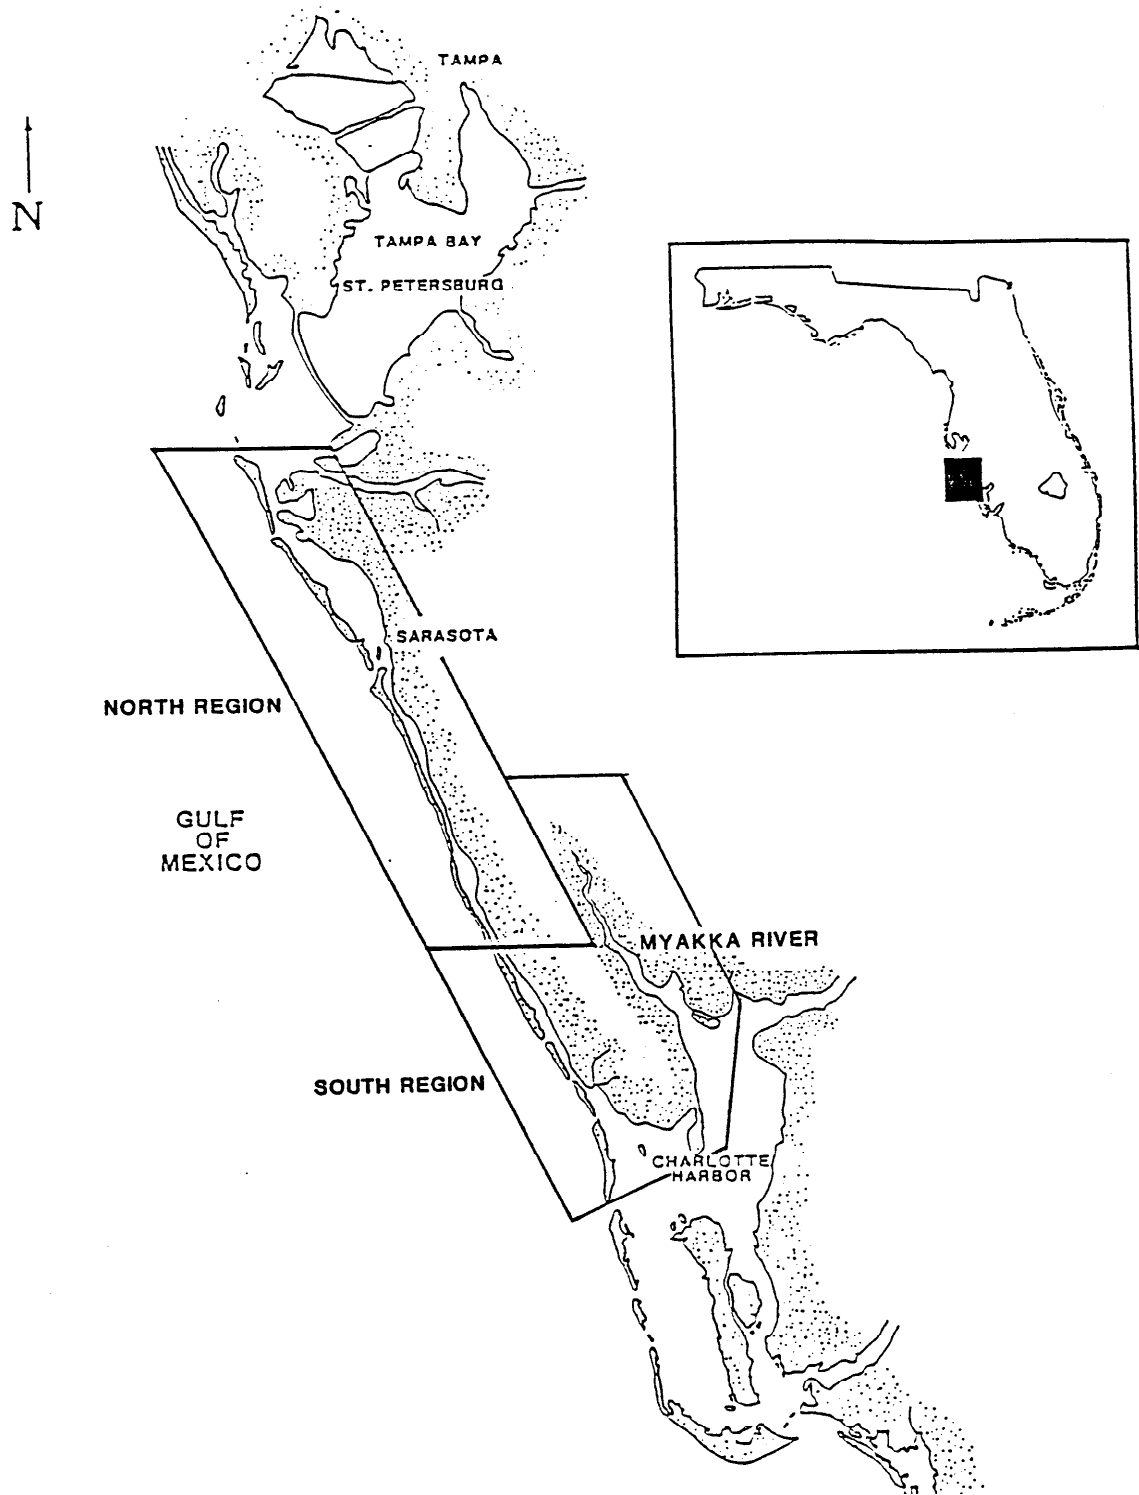 TAMPA
N
TAMPA BAY
ST. PETERSBURG
SARASOTA
NORTH REGION
GULF
OF
MEXICO
MYAKKA RIVER
SOUTH REGION
CHARLOTTE
HARBOR